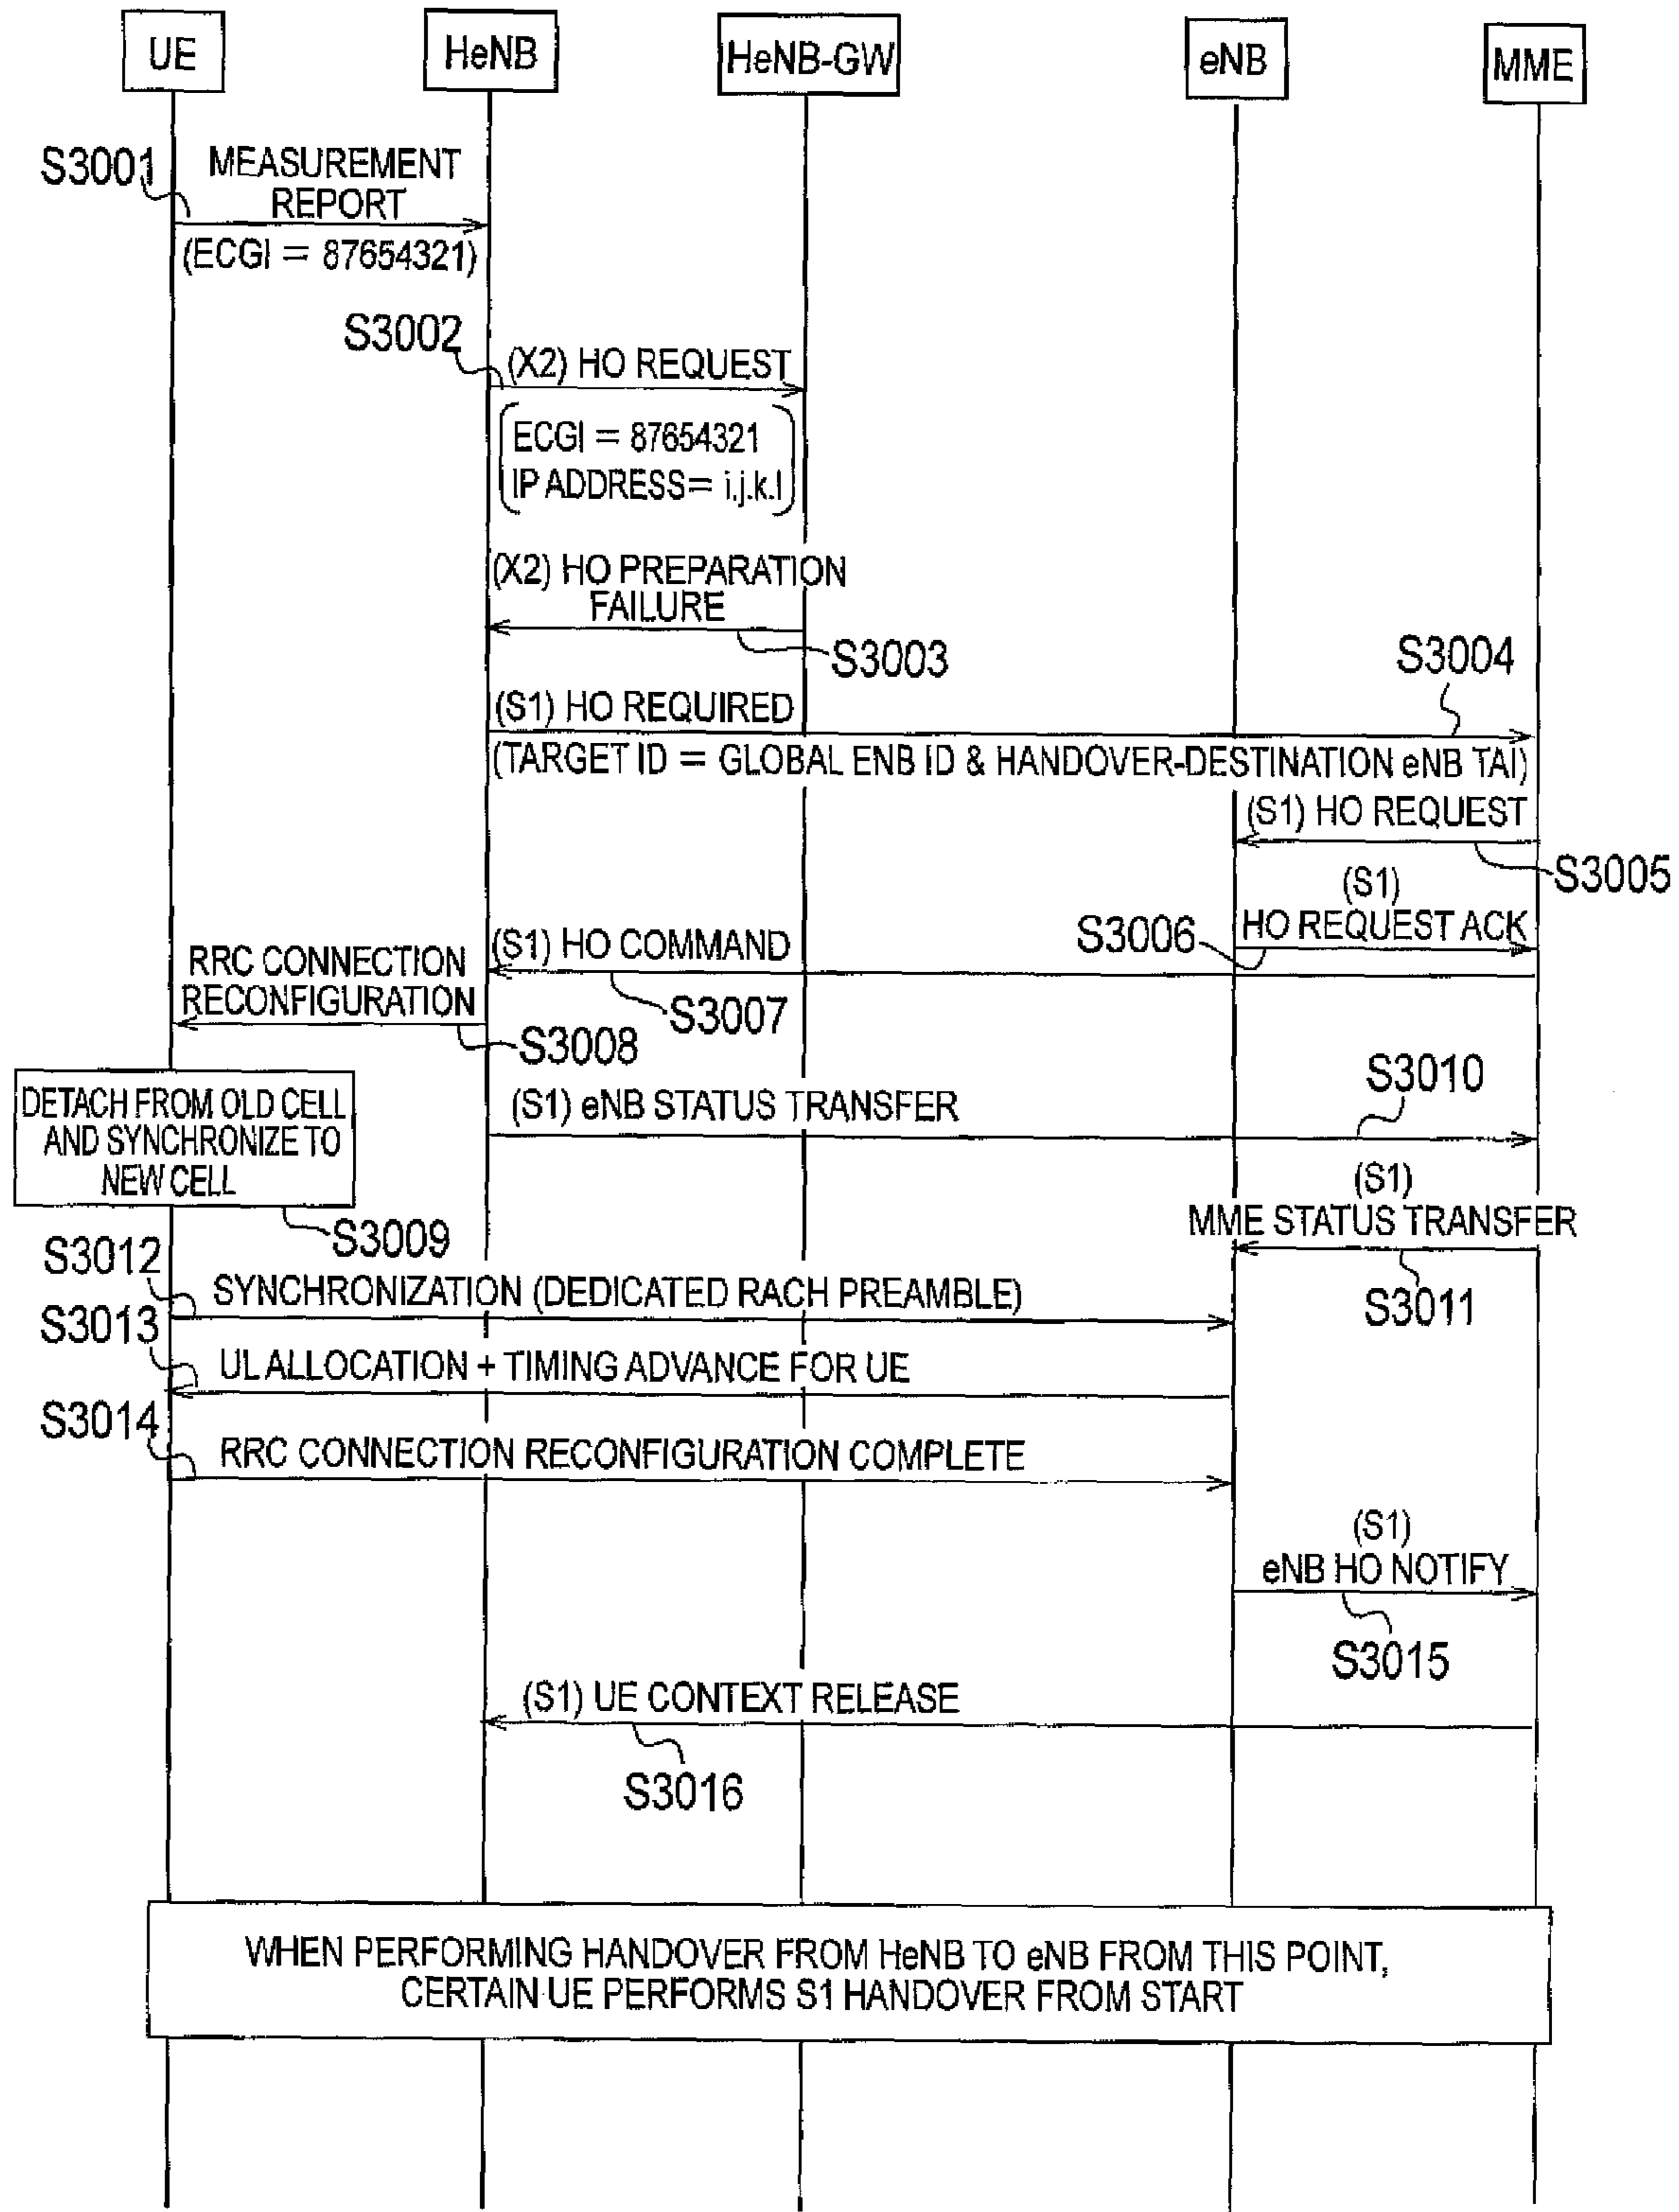 UE
HeNB
HeNB-GW
eNB
MME
S3001
MEASUREMENT
REPORT
(ECGI = 87654321)
S3002
(X2) HO REQUEST
ECGI = 87654321
IP ADDRESS= i.j.k.l
(X2) HO PREPARATION
FAILURE
S3003
S3004
(S1) HO REQUIRED
(TARGET ID = GLOBAL ENB ID & HANDOVER-DESTINATION eNB TAI)
(S1) HO REQUEST
S3005
(S1)
HO REQUEST ACK
S3006
(S1) HO COMMAND
S3007
RRC CONNECTION
RECONFIGURATION
S3008
DETACH FROM OLD CELL
AND SYNCHRONIZE TO
NEW CELL
S3009
(S1) eNB STATUS TRANSFER
S3010
(S1)
MME STATUS TRANSFER
S3011
S3012
SYNCHRONIZATION (DEDICATED RACH PREAMBLE)
S3013
UL ALLOCATION + TIMING ADVANCE FOR UE
S3014
RRC CONNECTION RECONFIGURATION COMPLETE
(S1)
eNB HO NOTIFY
S3015
(S1) UE CONTEXT RELEASE
S3016
WHEN PERFORMING HANDOVER FROM HeNB TO eNB FROM THIS POINT,
CERTAIN UE PERFORMS S1 HANDOVER FROM START